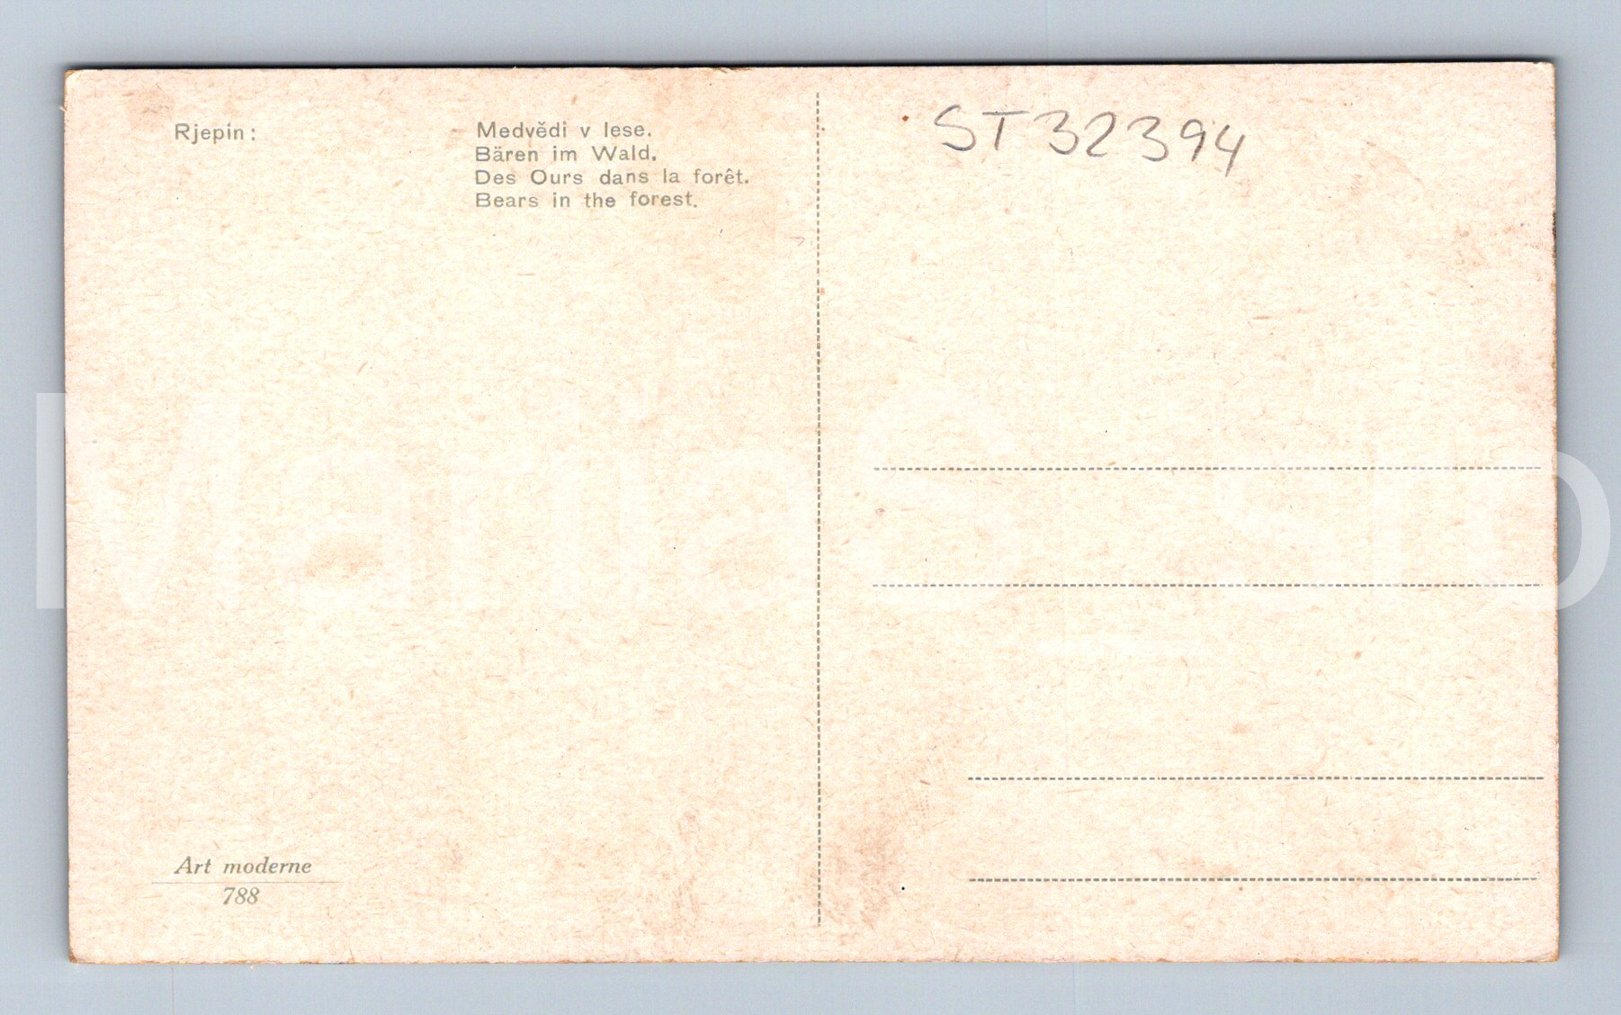 Rjepin:
Medvědi v lese.
Bären im Wald.
Des Ours dans la forêt.
Bears in the forest.
ST32394
Art moderne
788